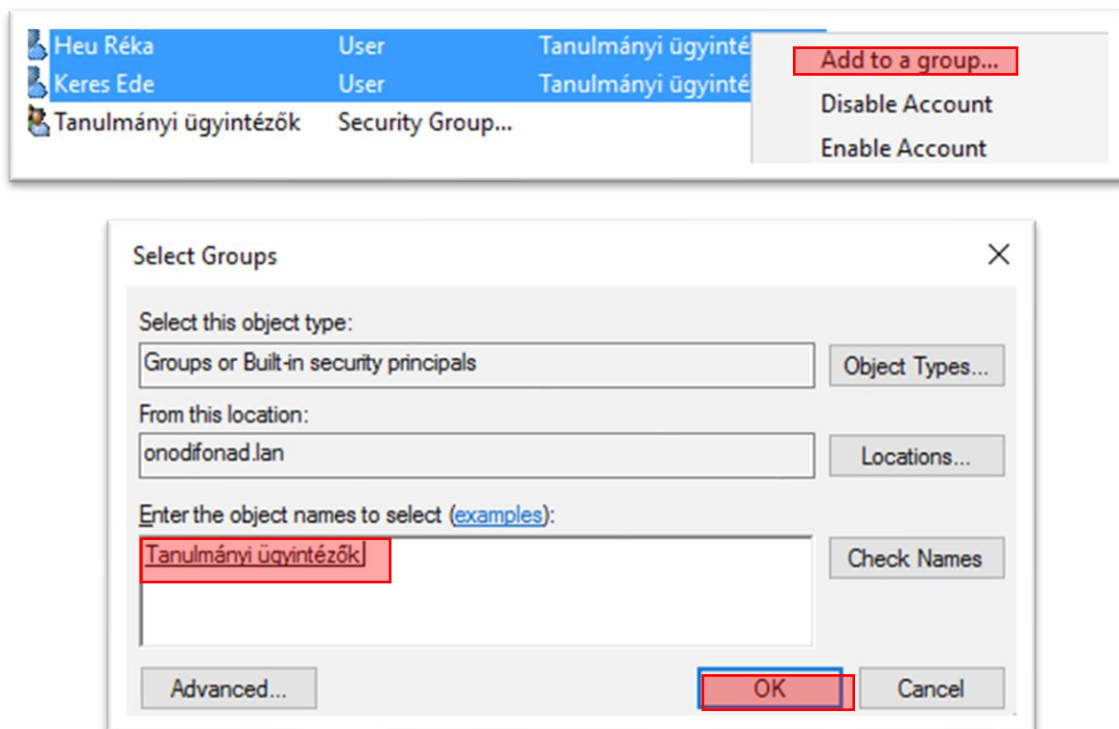 Heu Réka User Tanulmányi ügyinté
Add to a group...
Keres Ede User Tanulmányi ügyinté
Disable Account
Tanulmányi ügyintézők Security Group...
Enable Account
Select Groups
Select this object type:
Groups or Built-in security principals Object Types...
From this location:
onodifonad.lan Locations...
Enter the object names to select (examples):
Tanulmányi ügyintézők Check Names
Advanced... OK Cancel